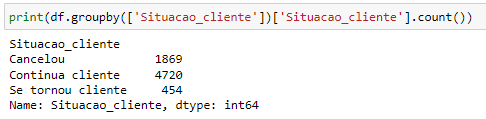 print(df.groupby(['Situacao_cliente'])['Situacao_cliente'].count())
Situacao_cliente
Cancelou 1869
Continua cliente 4720
Se tornou cliente 454
Name: Situacao_cliente, dtype: int64